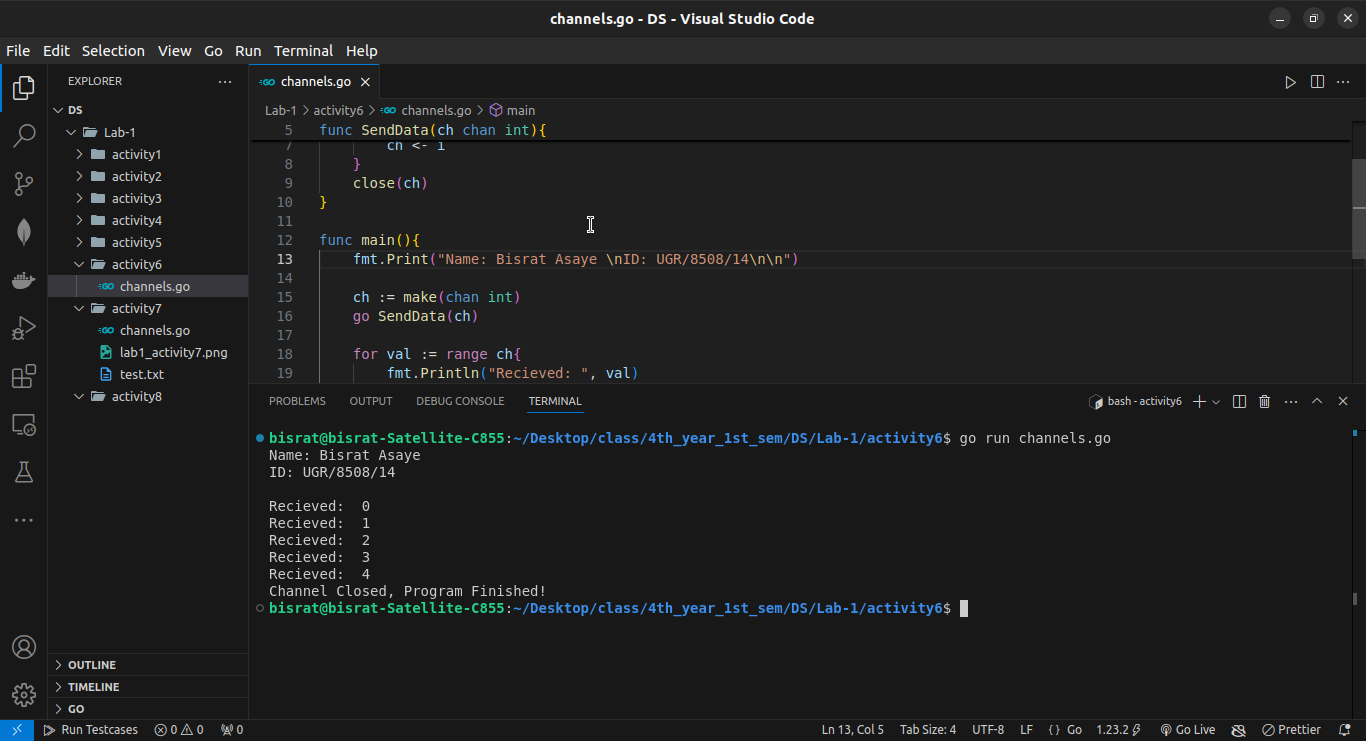 channels.go - DS - Visual Studio Code
File Edit Selection View Go Run Terminal Help
EXPLORER
DS
Lab-1
activity1
activity2
activity3
activity4
activity5
activity6
channels.go
activity7
channels.go
lab1_activity7.png
test.txt
activity8
OUTLINE
TIMELINE
GO
channels.go
Lab-1 > activity6 > channels.go > main
5 func SendData(ch chan int){
7 ch <- i
8 }
9 close(ch)
10 }
11
12 func main(){
13 fmt.Print("Name: Bisrat Asaye \nID: UGR/8508/14\n\n")
14
15 ch := make(chan int)
16 go SendData(ch)
17
18 for val := range ch{
19 fmt.Println("Recieved: ", val)
PROBLEMS OUTPUT DEBUG CONSOLE TERMINAL bash - activity6
bisrat@bisrat-Satellite-C855:~/Desktop/class/4th_year_1st_sem/DS/Lab-1/activity6$ go run channels.go
Name: Bisrat Asaye
ID: UGR/8508/14
Recieved:  0
Recieved:  1
Recieved:  2
Recieved:  3
Recieved:  4
Channel Closed, Program Finished!
bisrat@bisrat-Satellite-C855:~/Desktop/class/4th_year_1st_sem/DS/Lab-1/activity6$
Run Testcases 0 0 0 Ln 13, Col 5 Tab Size: 4 UTF-8 LF {} Go 1.23.2 Go Live Prettier